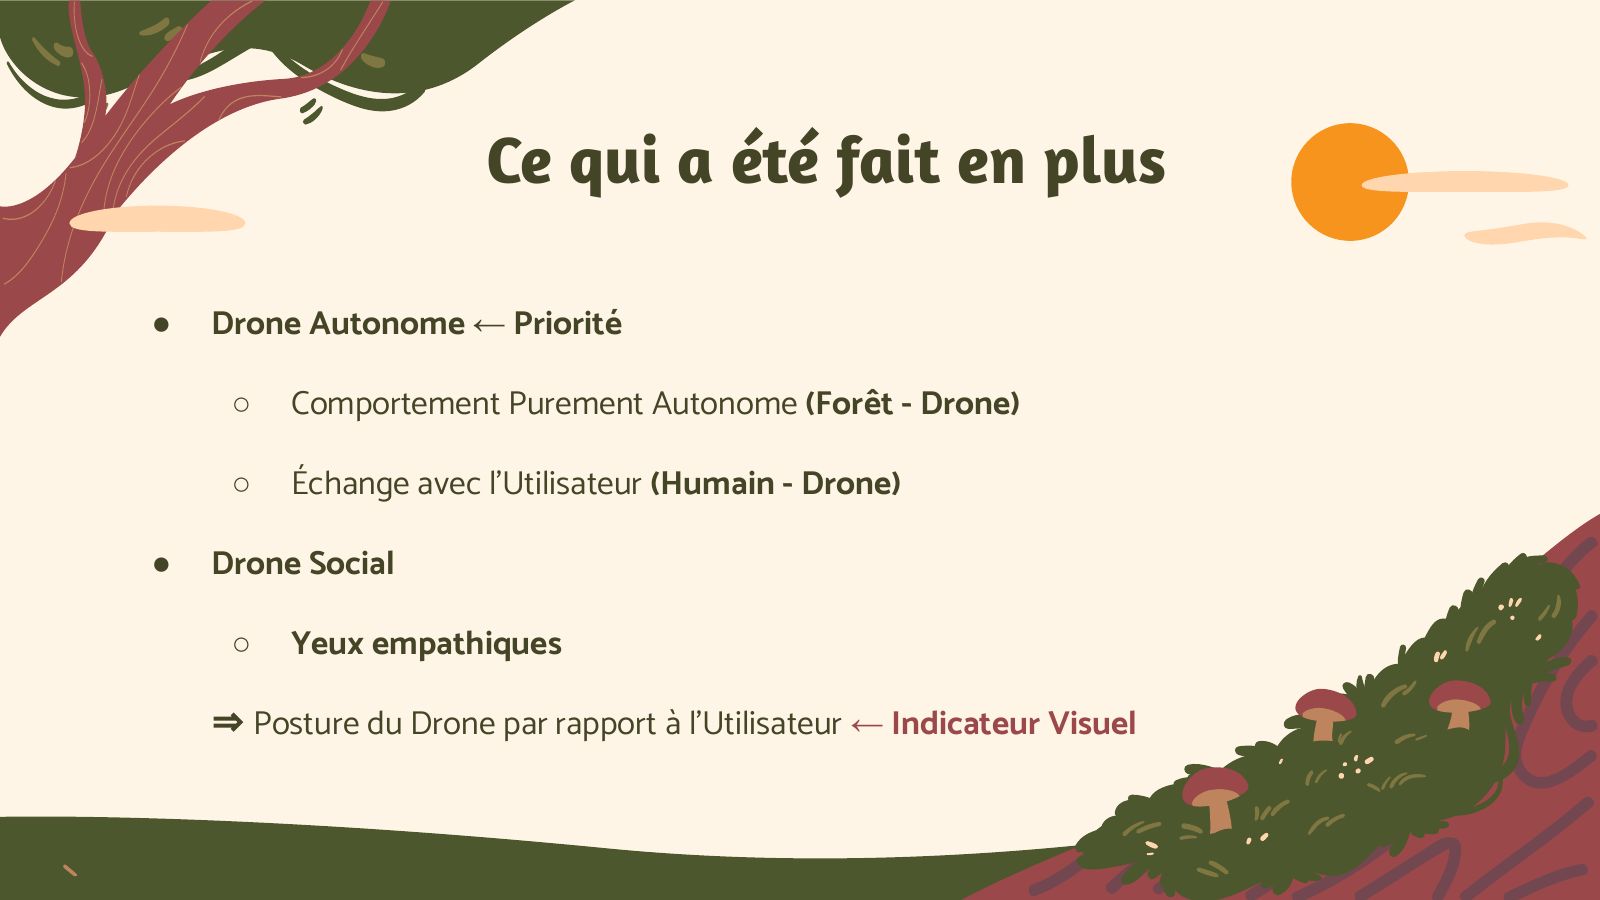 Ce qui a été fait en plus
● Drone Autonome ← Priorité
○ Comportement Purement Autonome (Forêt - Drone)
○ Échange avec l’Utilisateur (Humain - Drone)
● Drone Social
○ Yeux empathiques
⇒ Posture du Drone par rapport à l’Utilisateur ← Indicateur Visuel